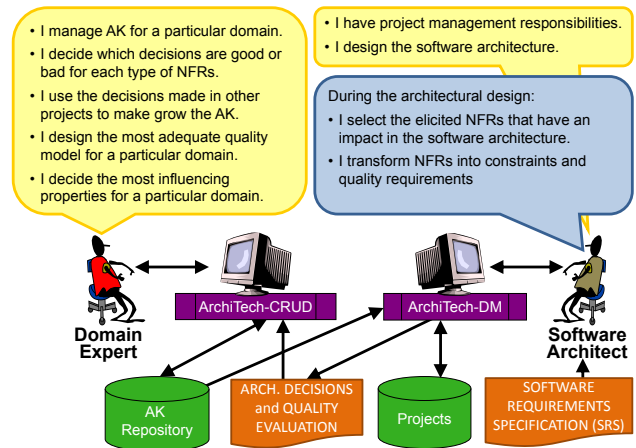 • I manage AK for a particular domain.
• I decide which decisions are good or
bad for each type of NFRs.
• I use the decisions made in other
projects to make grow the AK.
• I design the most adequate quality
model for a particular domain.
• I decide the most influencing
properties for a particular domain.
• I have project management responsibilities.
• I design the software architecture.
During the architectural design:
• I select the elicited NFRs that have an
impact in the software architecture.
• I transform NFRs into constraints and
quality requirements
ArchiTech-CRUD
ArchiTech-DM
Domain
Expert
Software
Architect
AK
Repository
ARCH. DECISIONS
and QUALITY
EVALUATION
Projects
SOFTWARE
REQUIREMENTS
SPECIFICATION (SRS)